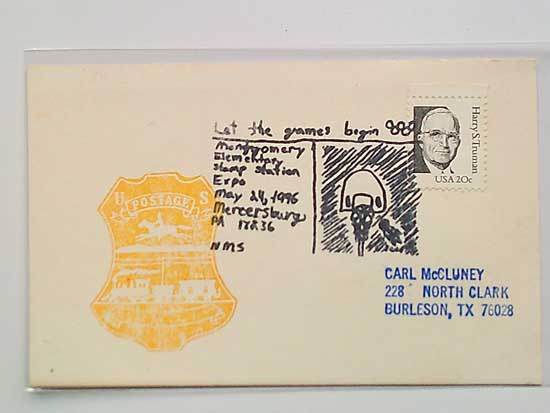 Let the games begin
Montgomery
Elementary
Stamp Station
Expo
May 24, 1996
Mercersburg
PA 17236
NMS
Harry S. Truman
USA 20c
U S
POSTAGE
CARL McCLUNEY
228 NORTH CLARK
BURLESON, TX 76028